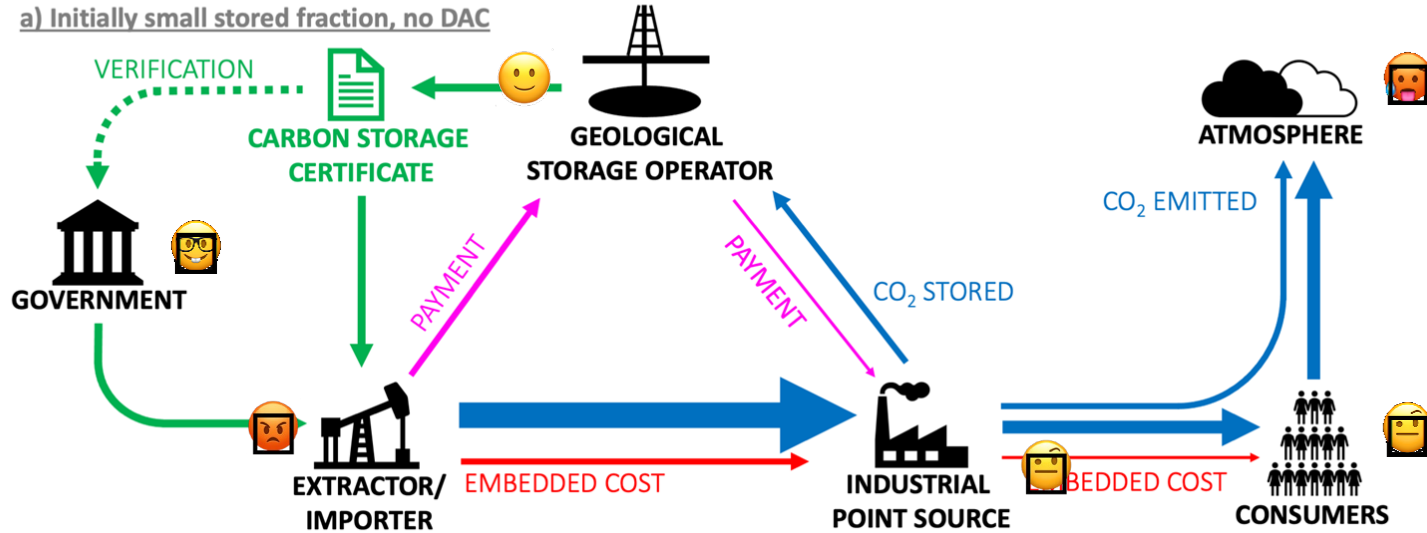 a) Initially small stored fraction, no DAC
VERIFICATION
CARBON STORAGE
CERTIFICATE
GEOLOGICAL
STORAGE OPERATOR
ATMOSPHERE
CO₂ EMITTED
GOVERNMENT
PAYMENT
PAYMENT
CO₂ STORED
EXTRACTOR/
IMPORTER
EMBEDDED COST
INDUSTRIAL
POINT SOURCE
BEDDED COST
CONSUMERS